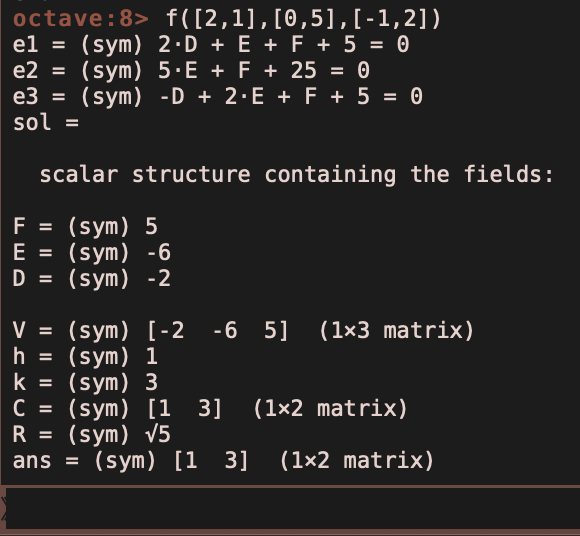 octave:8> f([2,1],[0,5],[-1,2])
e1 = (sym) 2⋅D + E + F + 5 = 0
e2 = (sym) 5⋅E + F + 25 = 0
e3 = (sym) -D + 2⋅E + F + 5 = 0
sol =
scalar structure containing the fields:
F = (sym) 5
E = (sym) -6
D = (sym) -2
V = (sym) [-2  -6  5]  (1×3 matrix)
h = (sym) 1
k = (sym) 3
C = (sym) [1  3]  (1×2 matrix)
R = (sym) √5
ans = (sym) [1  3]  (1×2 matrix)